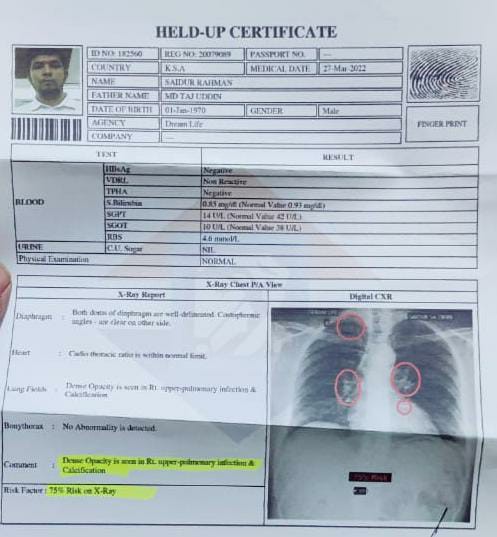 HELD-UP CERTIFICATE
ID NO: 182560 REG NO: 20079089 PASSPORT NO. —
COUNTRY K.S.A MEDICAL DATE 27-Mar-2022
NAME SAIDUR RAHMAN
FATHER NAME MD TAJ UDDIN
DATE OF BIRTH 01-Jan-1970 GENDER Male
AGENCY Dream Life
COMPANY —
FINGER PRINT
TEST RESULT
BLOOD
HBsAg Negative
VDRL Non Reactive
TPHA Negative
S.Bilirubin 0.85 mg/dl (Normal Value 0.93 mg/dl)
SGPT 14 U/L (Normal Value 42 U/L)
SGOT 10 U/L (Normal Value 38 U/L)
RBS 4.6 mmol/L
URINE C.U. Sugar NIL
Physical Examination NORMAL
X-Ray Chest P/A View
X-Ray Report Digital CXR
Diaphragm : Both doms of diaphragm are well-delineated. Costophrenic
angles - are clear on other side.
Heart : Cardio thoracic ratio is within normal limit.
Lung Fields : Dense Opacity is seen in Rt. upper-pulmonary infection &
Calcification
Bonythorax : No Abnormality is detected.
Comment : Dense Opacity is seen in Rt. upper-pulmonary infection &
Calcification
Risk Factor : 75% Risk on X-Ray
75% Risk